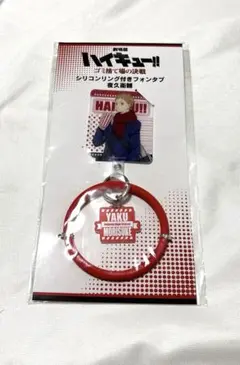 劇場版
ハイキュー!!
ゴミ捨て場の決戦
シリコンリング付きフォンタブ
夜久衛輔
HAIKYU!!
YAKU
MORISUKE